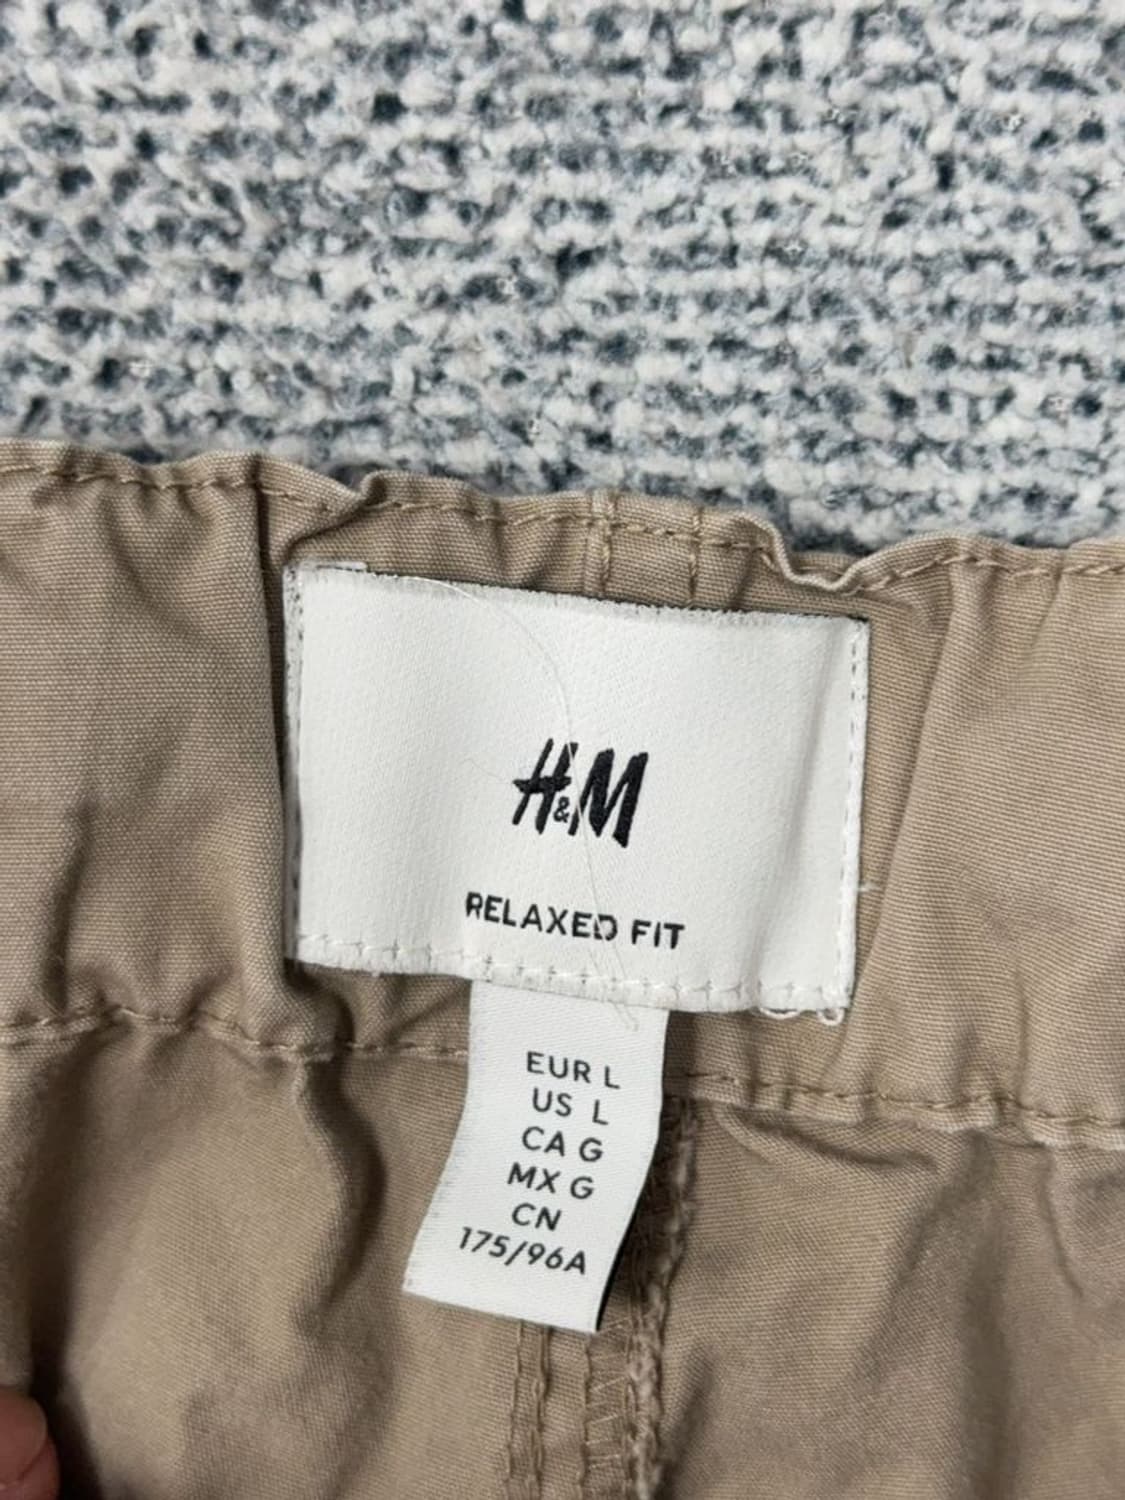 H&M
RELAXED FIT
EUR L
US L
CA G
MX G
CN
175/96A